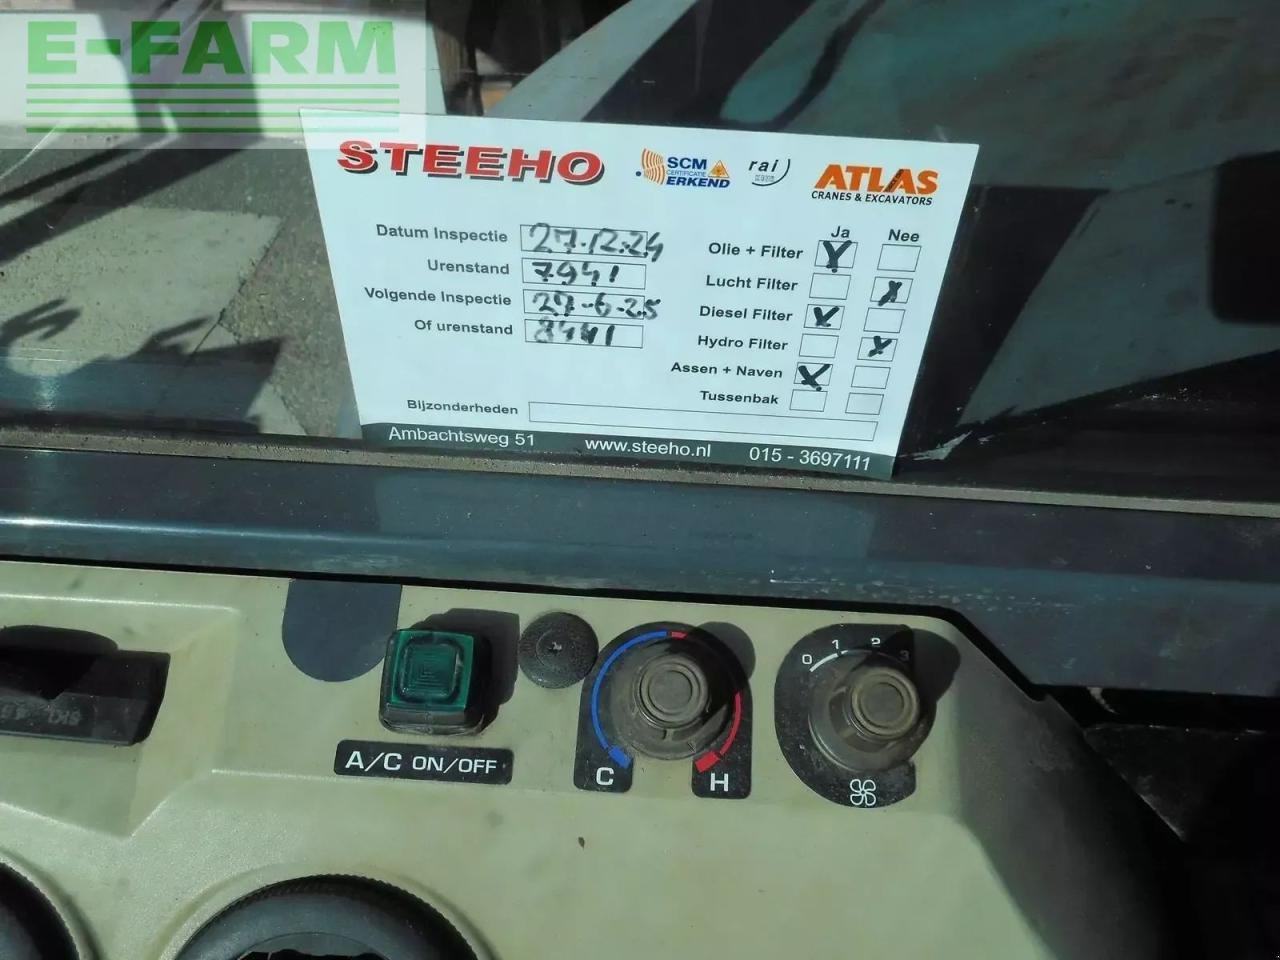 E-FARM
STEEHO
SCM
CERTIFICATIE
ERKEND
rai
ATLAS
CRANES & EXCAVATORS
Datum Inspectie 27-12-24
Urenstand 7941
Volgende Inspectie 27-6-25
Of urenstand 8441
Ja Nee
Olie + Filter X
Lucht Filter X
Diesel Filter X
Hydro Filter X
Assen + Naven X
Tussenbak
Bijzonderheden
Ambachtsweg 51 www.steeho.nl 015 - 3697111
A/C ON/OFF
C H
0 1 2 3